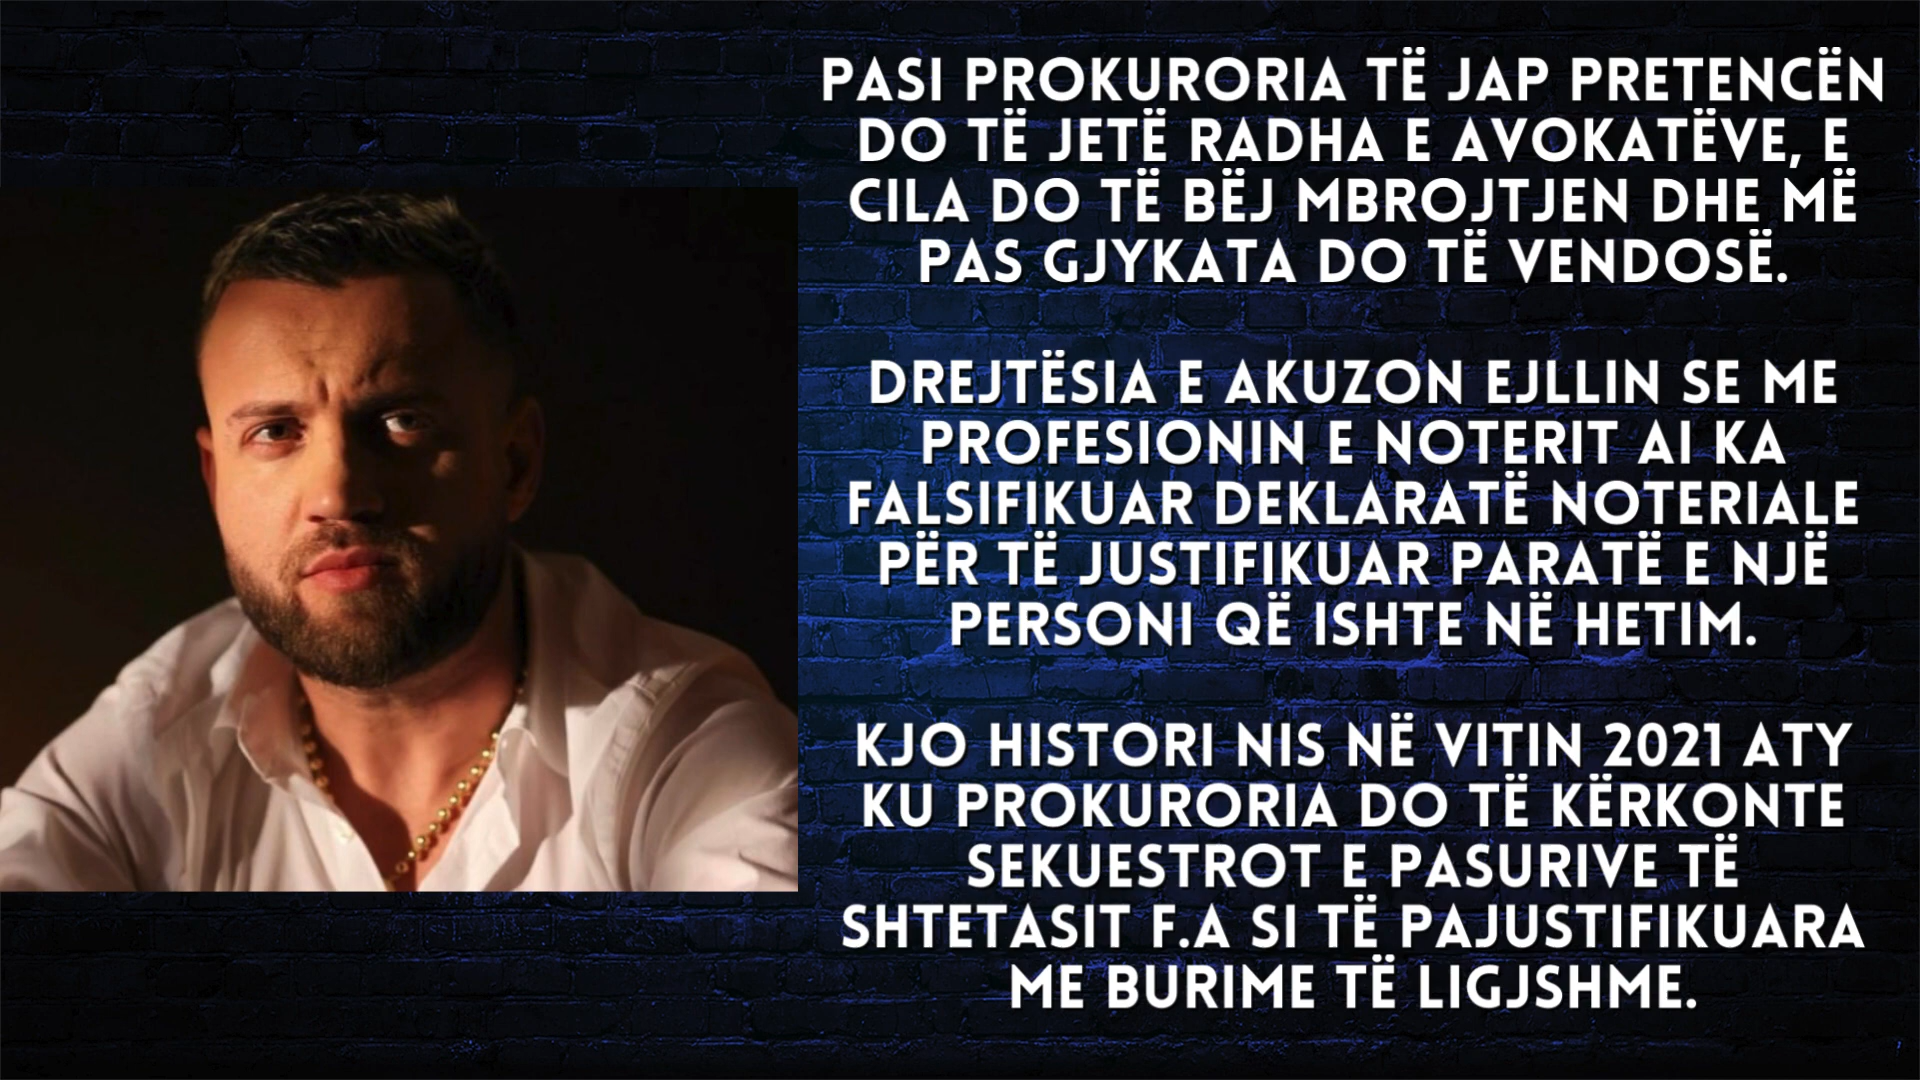 PASI PROKURORIA TË JAP PRETENCËN
DO TË JETË RADHA E AVOKATËVE, E
CILA DO TË BËJ MBROJTJEN DHE MË
PAS GJYKATA DO TË VENDOSË.
DREJTËSIA E AKUZON EJLLIN SE ME
PROFESIONIN E NOTERIT AI KA
FALSIFIKUAR DEKLARATË NOTERIALE
PËR TË JUSTIFIKUAR PARATË E NJË
PERSONI QË ISHTE NË HETIM.
KJO HISTORI NIS NË VITIN 2021 ATY
KU PROKURORIA DO TË KËRKONTE
SEKUESTROT E PASURIVE TË
SHTETASIT F.A SI TË PAJUSTIFIKUARA
ME BURIME TË LIGJSHME.